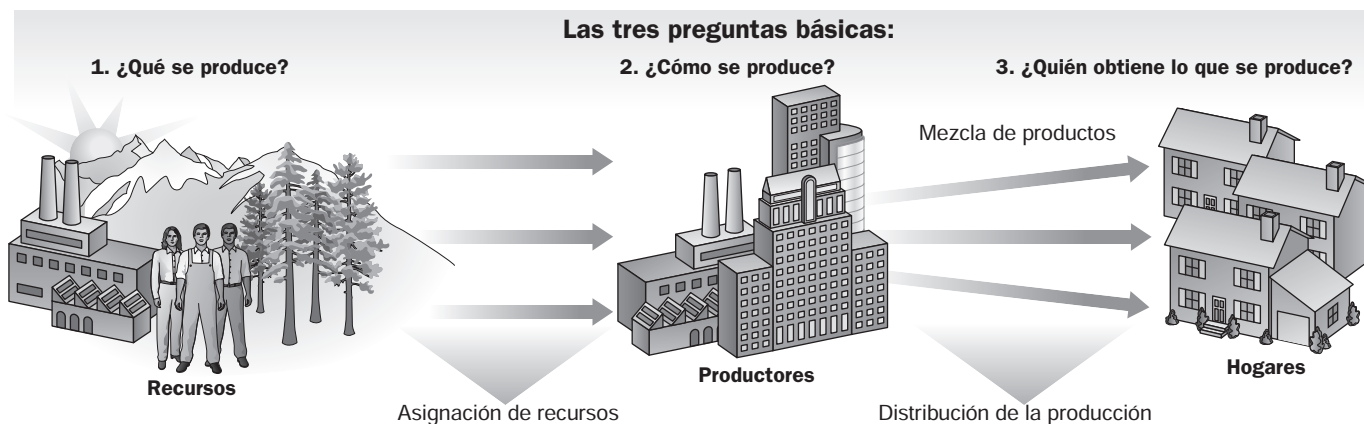 Las tres preguntas básicas:
1. ¿Qué se produce?
2. ¿Cómo se produce?
3. ¿Quién obtiene lo que se produce?
Mezcla de productos
Recursos
Productores
Hogares
Asignación de recursos
Distribución de la producción